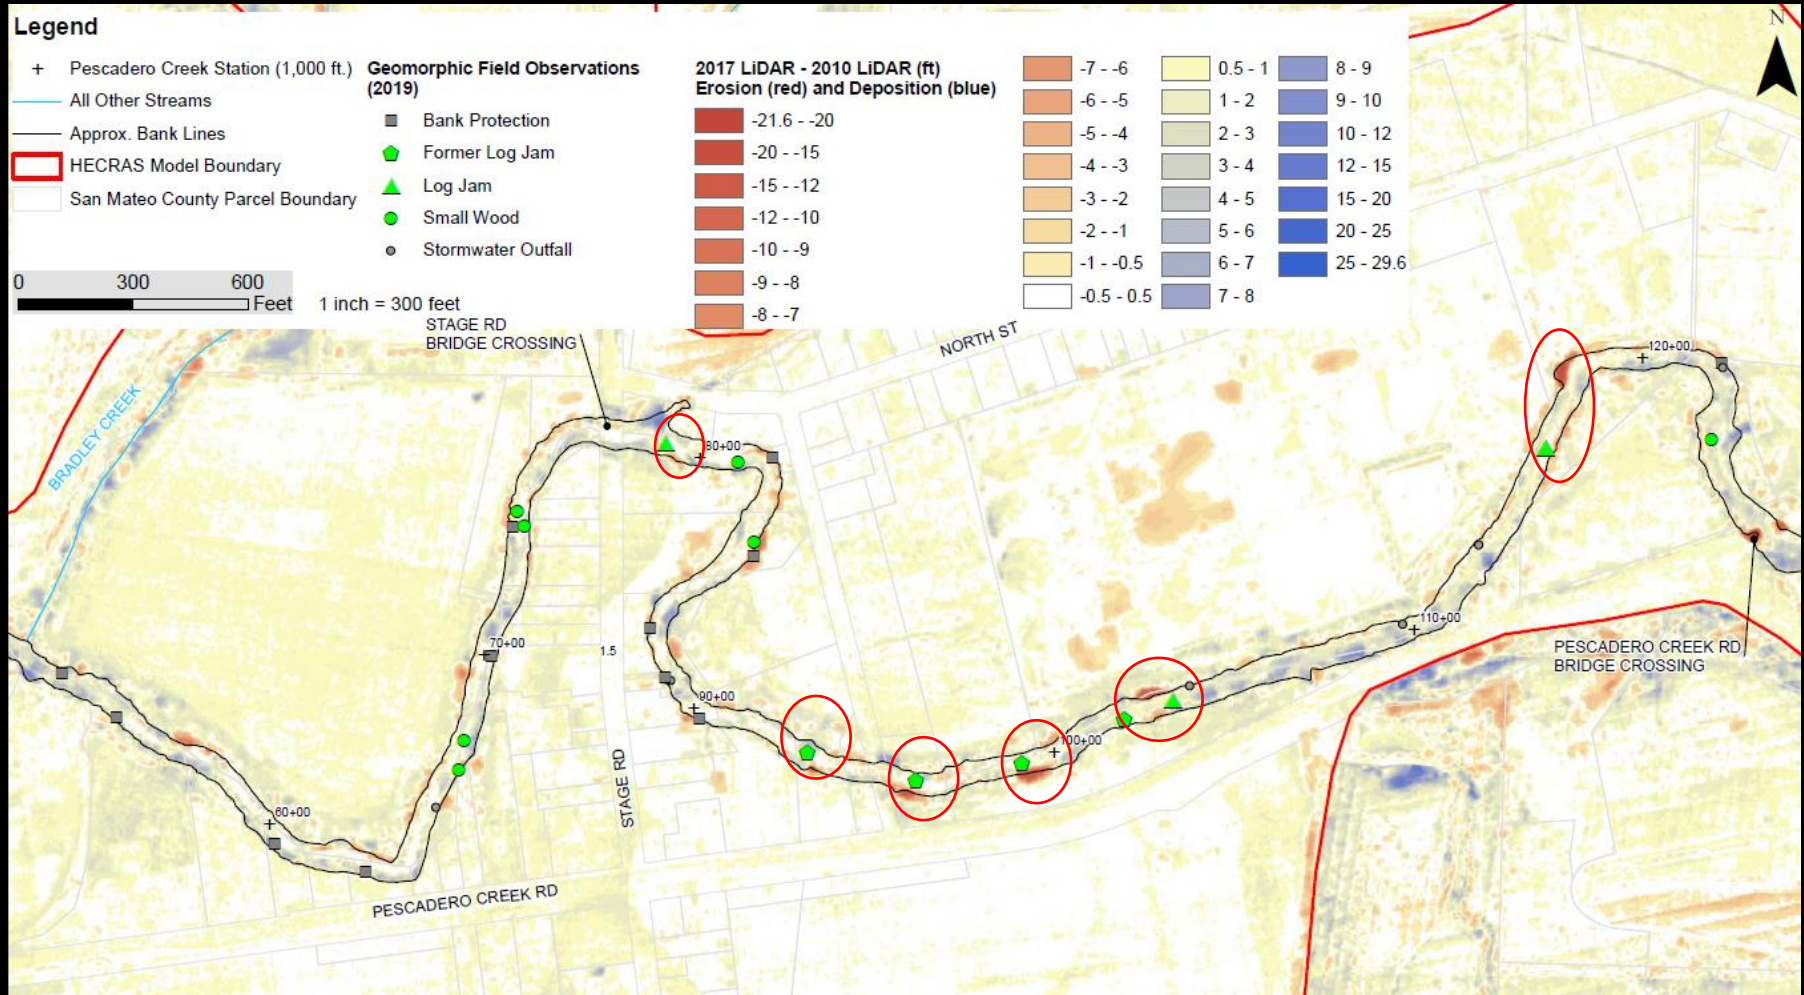 Legend
Pescadero Creek Station (1,000 ft.)
All Other Streams
Approx. Bank Lines
HECRAS Model Boundary
San Mateo County Parcel Boundary
0 300 600
Feet
1 inch = 300 feet
Geomorphic Field Observations
(2019)
Bank Protection
Former Log Jam
Log Jam
Small Wood
Stormwater Outfall
2017 LiDAR - 2010 LiDAR (ft)
Erosion (red) and Deposition (blue)
-21.6 - -20
-20 - -15
-15 - -12
-12 - -10
-10 - -9
-9 - -8
-8 - -7
-7 - -6
-6 - -5
-5 - -4
-4 - -3
-3 - -2
-2 - -1
-1 - -0.5
-0.5 - 0.5
0.5 - 1
1 - 2
2 - 3
3 - 4
4 - 5
5 - 6
6 - 7
7 - 8
8 - 9
9 - 10
10 - 12
12 - 15
15 - 20
20 - 25
25 - 29.6
N
STAGE RD
BRIDGE CROSSING
NORTH ST
BRADLEY CREEK
120+00
80+00
110+00
70+00
1.5
PESCADERO CREEK RD
BRIDGE CROSSING
90+00
100+00
STAGE RD
60+00
PESCADERO CREEK RD